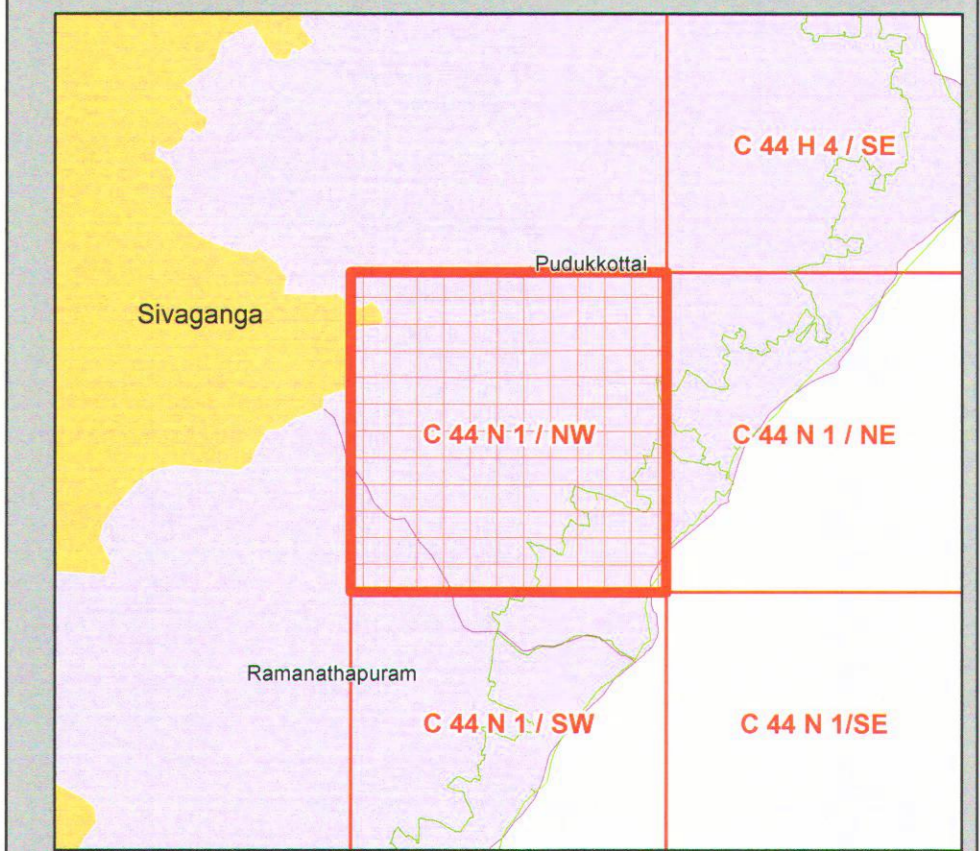 C 44 H 4 / SE
Pudukkottai
Sivaganga
C 44 N 1 / NW
C 44 N 1 / NE
Ramanathapuram
C 44 N 1 / SW
C 44 N 1/SE